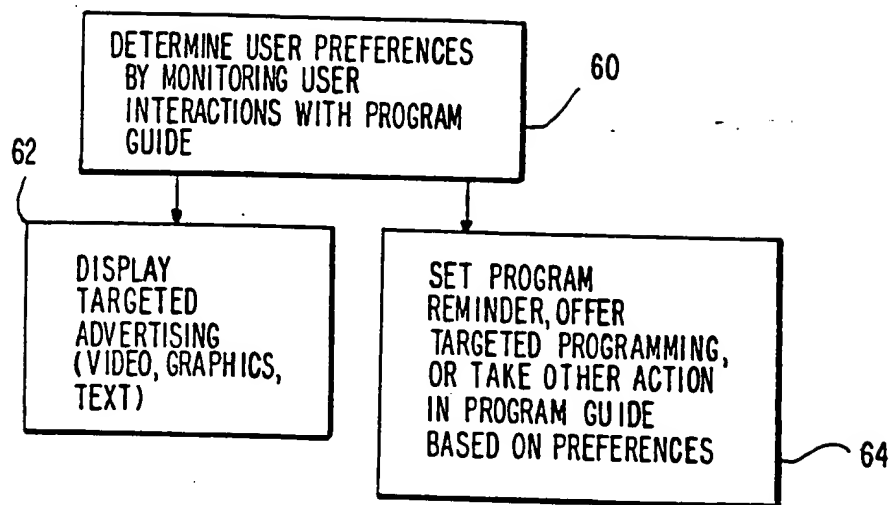 DETERMINE USER PREFERENCES
BY MONITORING USER
INTERACTIONS WITH PROGRAM
GUIDE
60
62
DISPLAY
TARGETED
ADVERTISING
(VIDEO, GRAPHICS,
TEXT)
SET PROGRAM
REMINDER, OFFER
TARGETED PROGRAMMING,
OR TAKE OTHER ACTION
IN PROGRAM GUIDE
BASED ON PREFERENCES
64